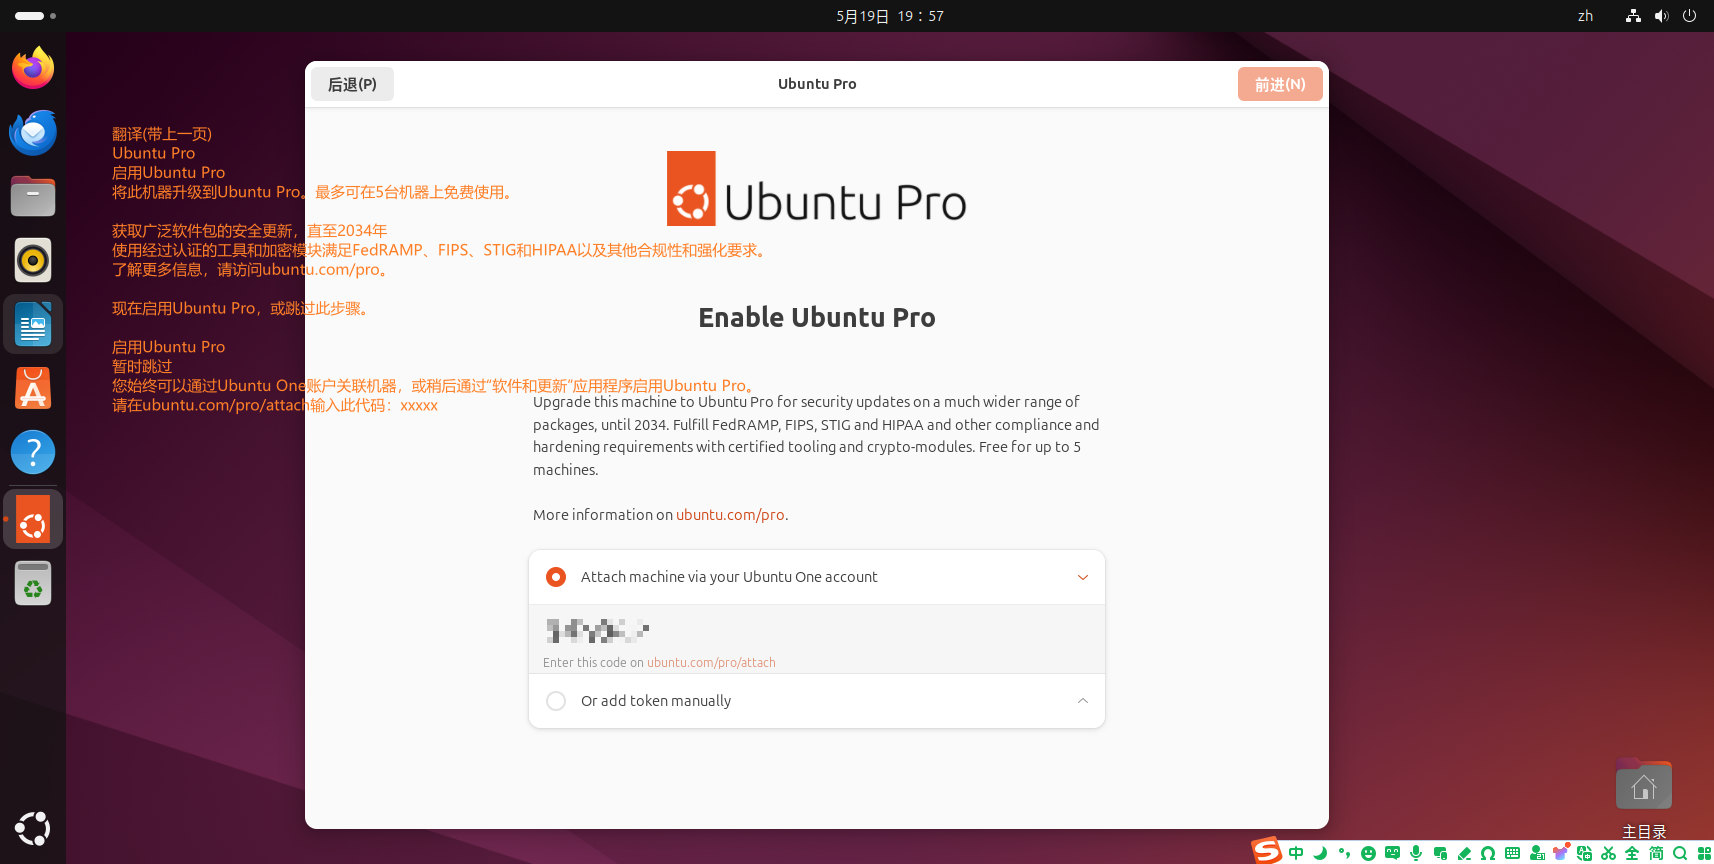 5月19日 19：57
zh
后退(P)
Ubuntu Pro
前进(N)
翻译(带上一页)
Ubuntu Pro
启用Ubuntu Pro
将此机器升级到Ubuntu Pro。最多可在5台机器上免费使用。
获取广泛软件包的安全更新，直至2034年
使用经过认证的工具和加密模块满足FedRAMP、FIPS、STIG和HIPAA以及其他合规性和强化要求。
了解更多信息，请访问ubuntu.com/pro。
现在启用Ubuntu Pro，或跳过此步骤。
启用Ubuntu Pro
暂时跳过
您始终可以通过Ubuntu One账户关联机器，或稍后通过“软件和更新”应用程序启用Ubuntu Pro。
请在ubuntu.com/pro/attach输入此代码：xxxxx
Ubuntu Pro
Enable Ubuntu Pro
Upgrade this machine to Ubuntu Pro for security updates on a much wider range of
packages, until 2034. Fulfill FedRAMP, FIPS, STIG and HIPAA and other compliance and
hardening requirements with certified tooling and crypto-modules. Free for up to 5
machines.
More information on ubuntu.com/pro.
Attach machine via your Ubuntu One account
Enter this code on ubuntu.com/pro/attach
Or add token manually
主目录
中
全
简